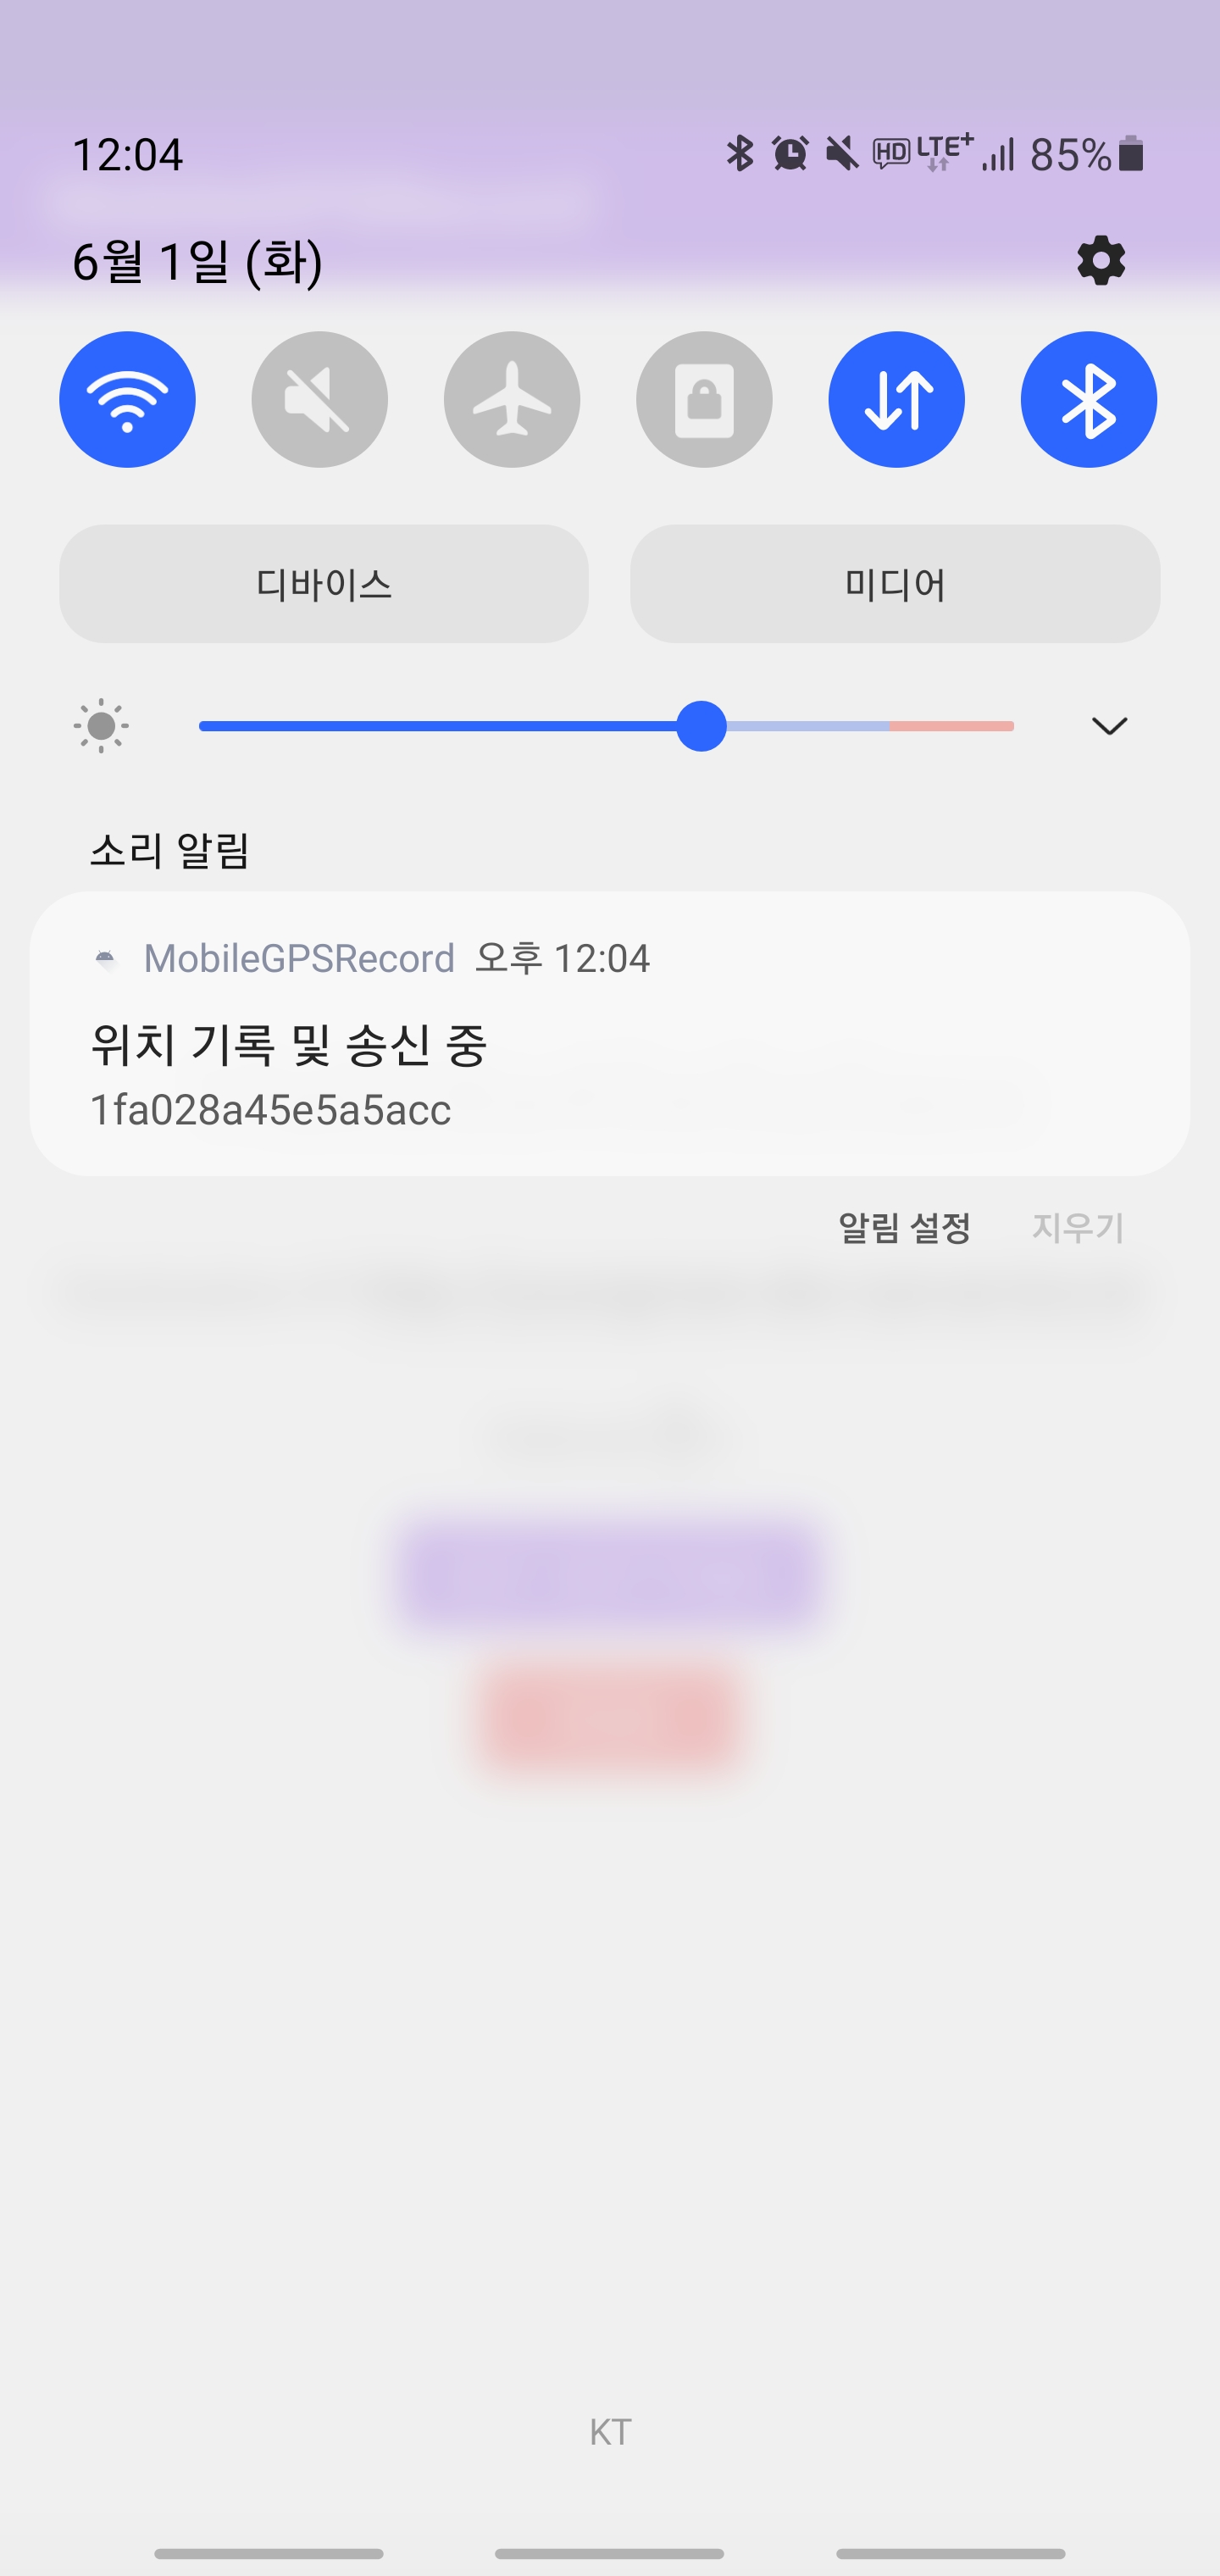 12:04
HD LTE+ 85%
6월 1일 (화)
디바이스 미디어
소리 알림
MobileGPSRecord 오후 12:04
위치 기록 및 송신 중
1fa028a45e5a5acc
알림 설정 지우기
KT